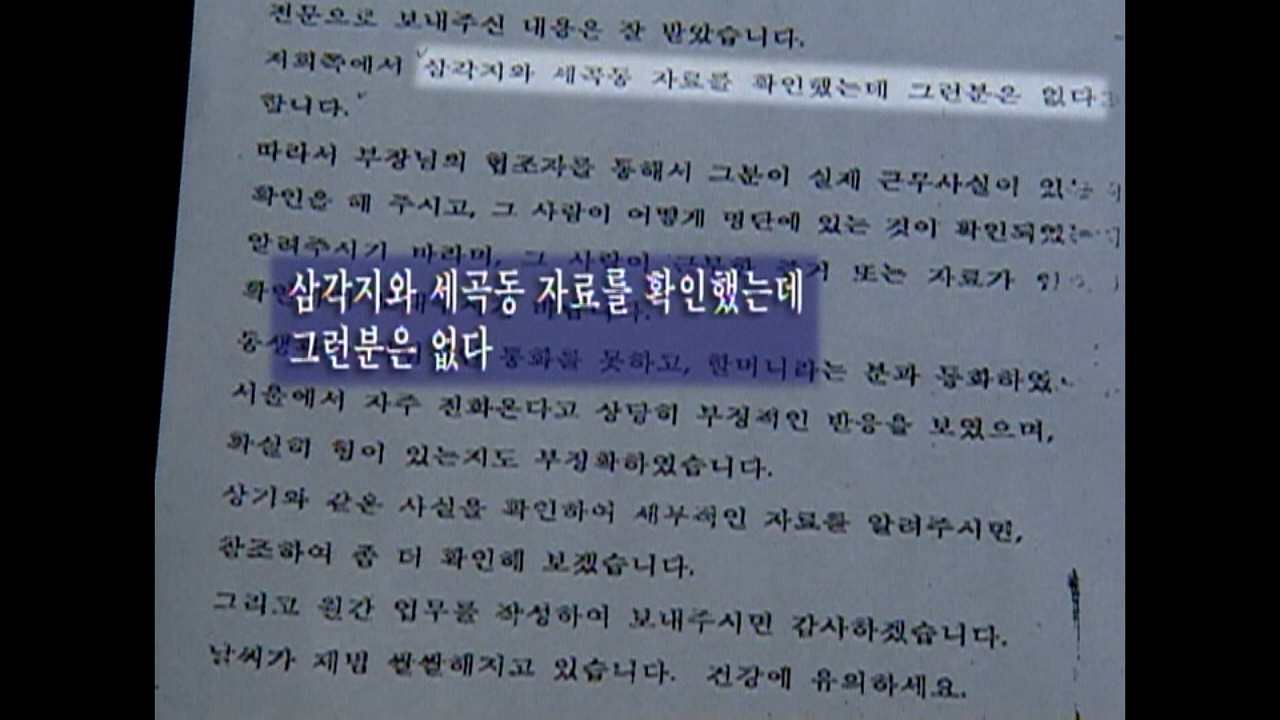 전문으로 보내주신 내용은 잘 받았습니다.
저희쪽에서 삼각지와 세곡동 자료를 확인했는데 그런분은 없다고
합니다.
따라서 부장님의 협조자를 통해서 그분이 실제 근무사실이
확인을 해 주시고, 그 사람이 어떻게 명단에 있는 것이 확인되었는지
알려주시기 바라며, 그 사람이 근무한 증거 또는 자료가
삼각지와 세곡동 자료를 확인했는데
그런분은 없다
통화를 못하고, 할머니라는 분과 통화하였
서울에서 자주 전화온다고 상당히 부정적인 반응을 보였으며,
확실히 형이 있는지도 부정확하였습니다.
상기와 같은 사실을 확인하여 세부적인 자료를 알려주시면,
참조하여 좀 더 확인해 보겠습니다.
그리고 월간 업무를 작성하여 보내주시면 감사하겠습니다.
날씨가 제법 쌀쌀해지고 있습니다. 건강에 유의하세요.